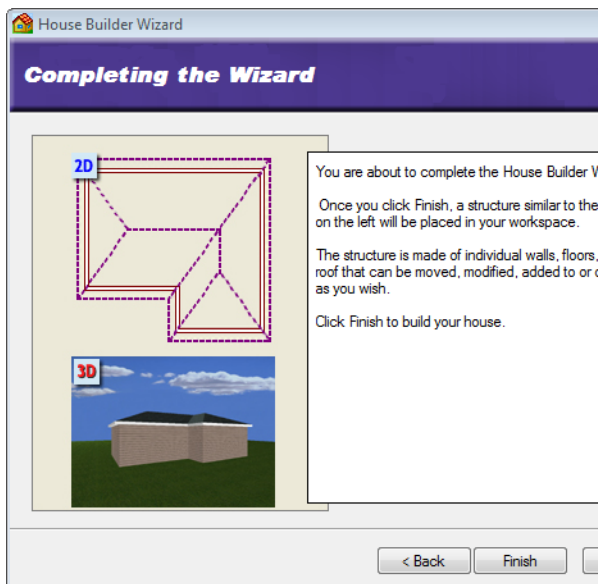 House Builder Wizard
Completing the Wizard
2D
You are about to complete the House Builder
Once you click Finish, a structure similar to the
on the left will be placed in your workspace.
The structure is made of individual walls, floors,
roof that can be moved, modified, added to or
as you wish.
Click Finish to build your house.
3D
< Back
Finish